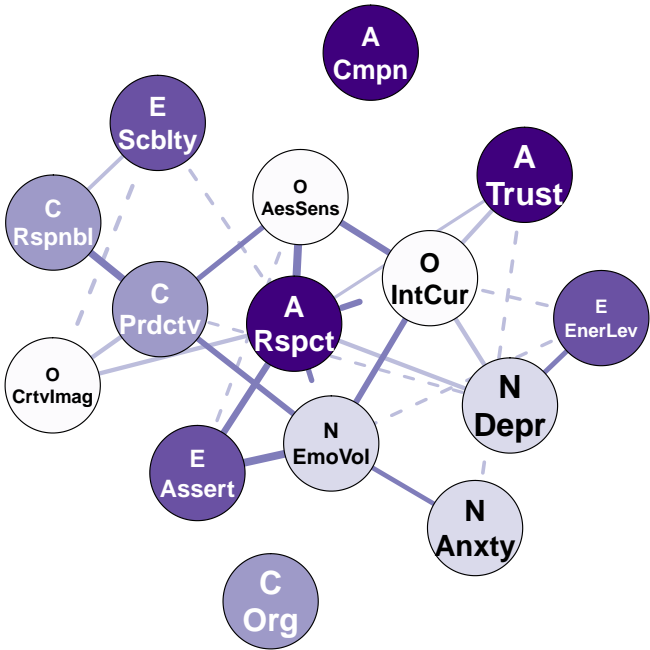 A
Cmpn
E
Scblty
A
Trust
O
AesSens
C
Rspnbl
O
IntCur
C
Prdctv
A
Rspct
E
EnerLev
O
CrtvImag
N
Depr
N
EmoVol
E
Assert
N
Anxty
C
Org